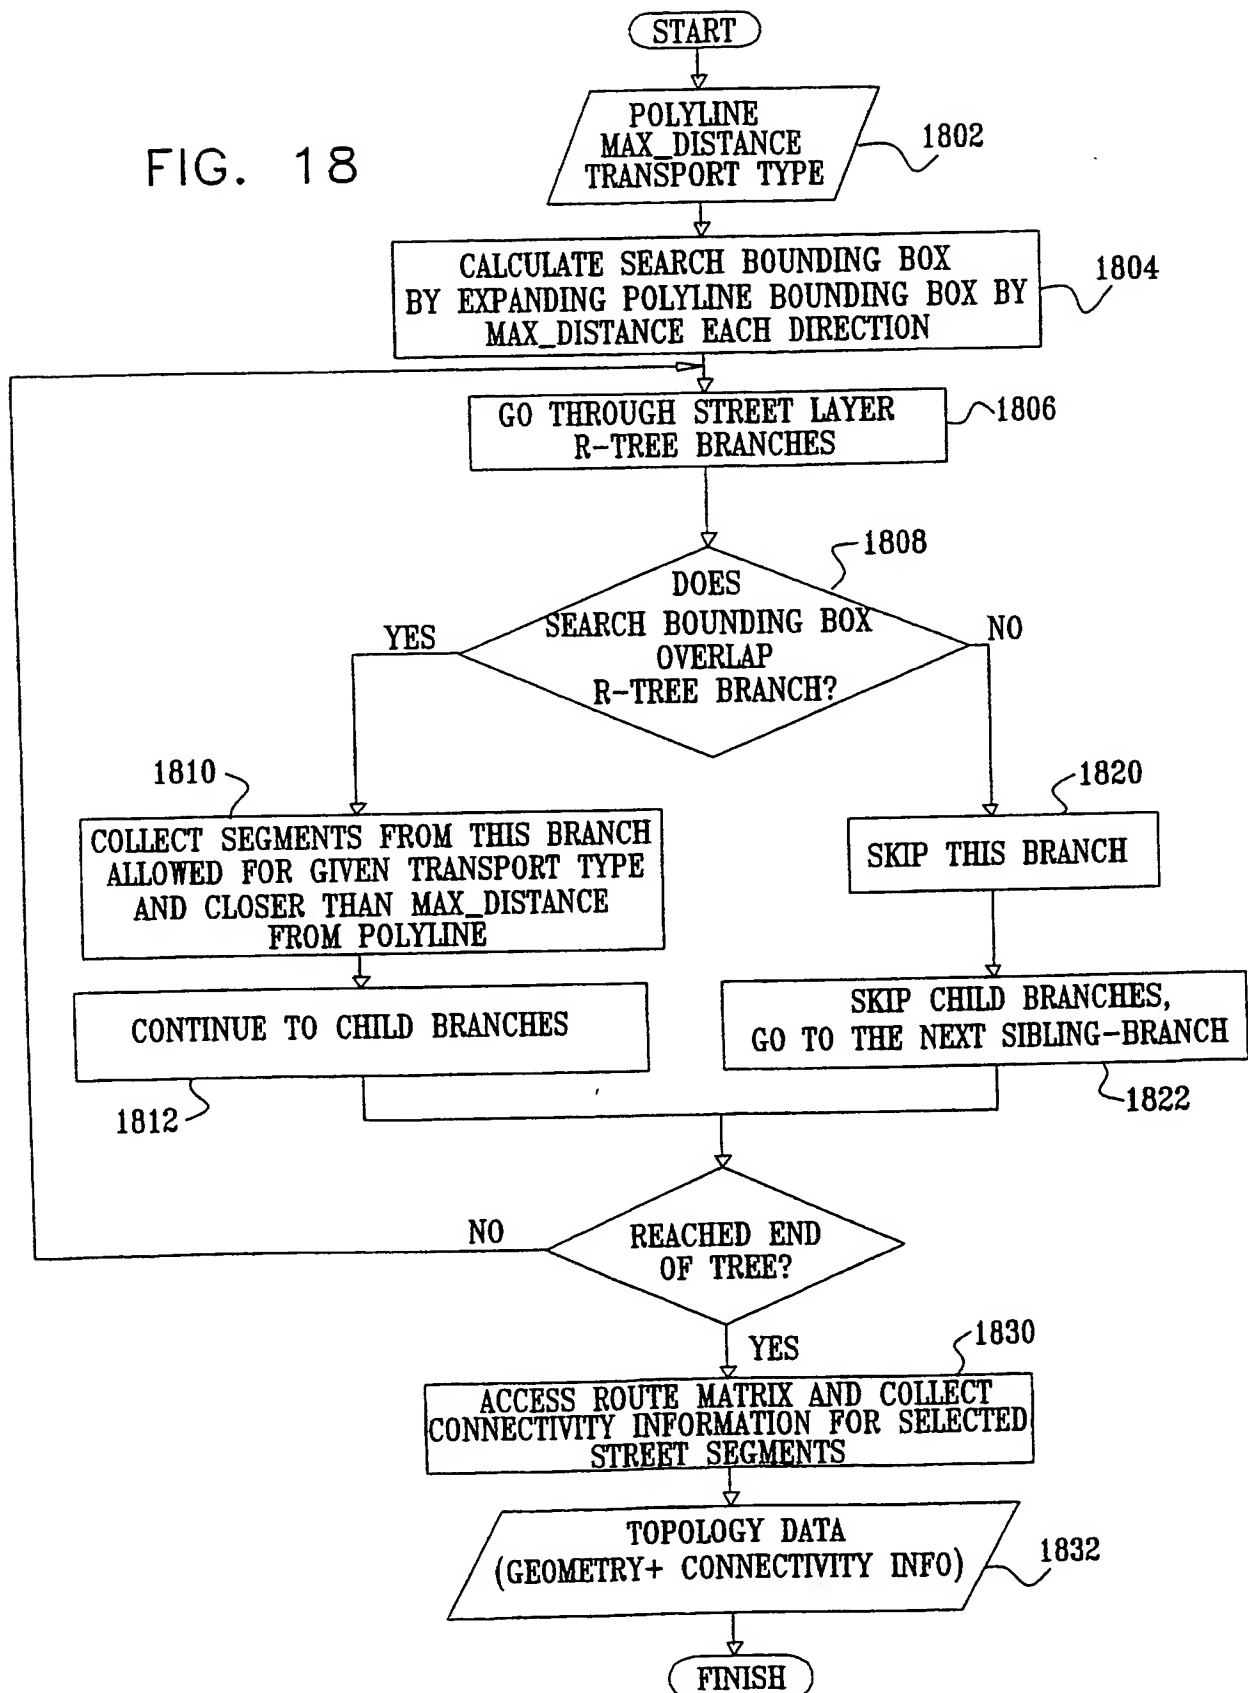 START
FIG. 18
POLYLINE
MAX_DISTANCE
TRANSPORT TYPE
1802
CALCULATE SEARCH BOUNDING BOX
BY EXPANDING POLYLINE BOUNDING BOX BY
MAX_DISTANCE EACH DIRECTION
1804
GO THROUGH STREET LAYER
R-TREE BRANCHES
1806
1808
DOES
SEARCH BOUNDING BOX
OVERLAP
R-TREE BRANCH?
YES
NO
1810
COLLECT SEGMENTS FROM THIS BRANCH
ALLOWED FOR GIVEN TRANSPORT TYPE
AND CLOSER THAN MAX_DISTANCE
FROM POLYLINE
1820
SKIP THIS BRANCH
CONTINUE TO CHILD BRANCHES
1812
SKIP CHILD BRANCHES,
GO TO THE NEXT SIBLING-BRANCH
1822
REACHED END
OF TREE?
NO
YES
1830
ACCESS ROUTE MATRIX AND COLLECT
CONNECTIVITY INFORMATION FOR SELECTED
STREET SEGMENTS
TOPOLOGY DATA
(GEOMETRY+ CONNECTIVITY INFO)
1832
FINISH